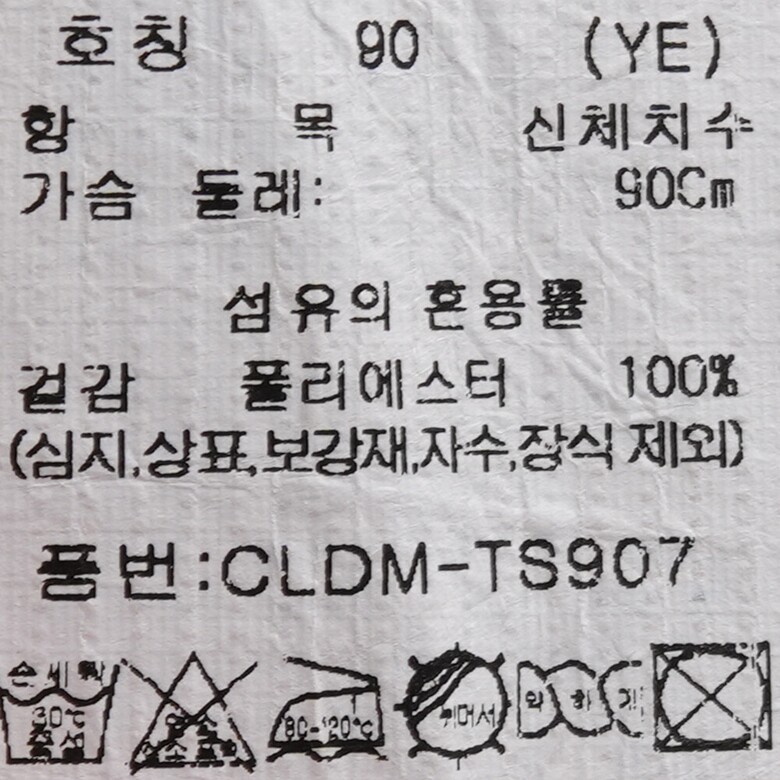 호칭 90 (YE)
항 목 신체치수
가슴 둘레: 90Cm
섬유의 혼용률
겉감 폴리에스터 100%
(심지,상표,보강재,자수,장식 제외)
품번:CLDM-TS907
손세탁
30℃
중성
80-120℃
뉘어서
약하게